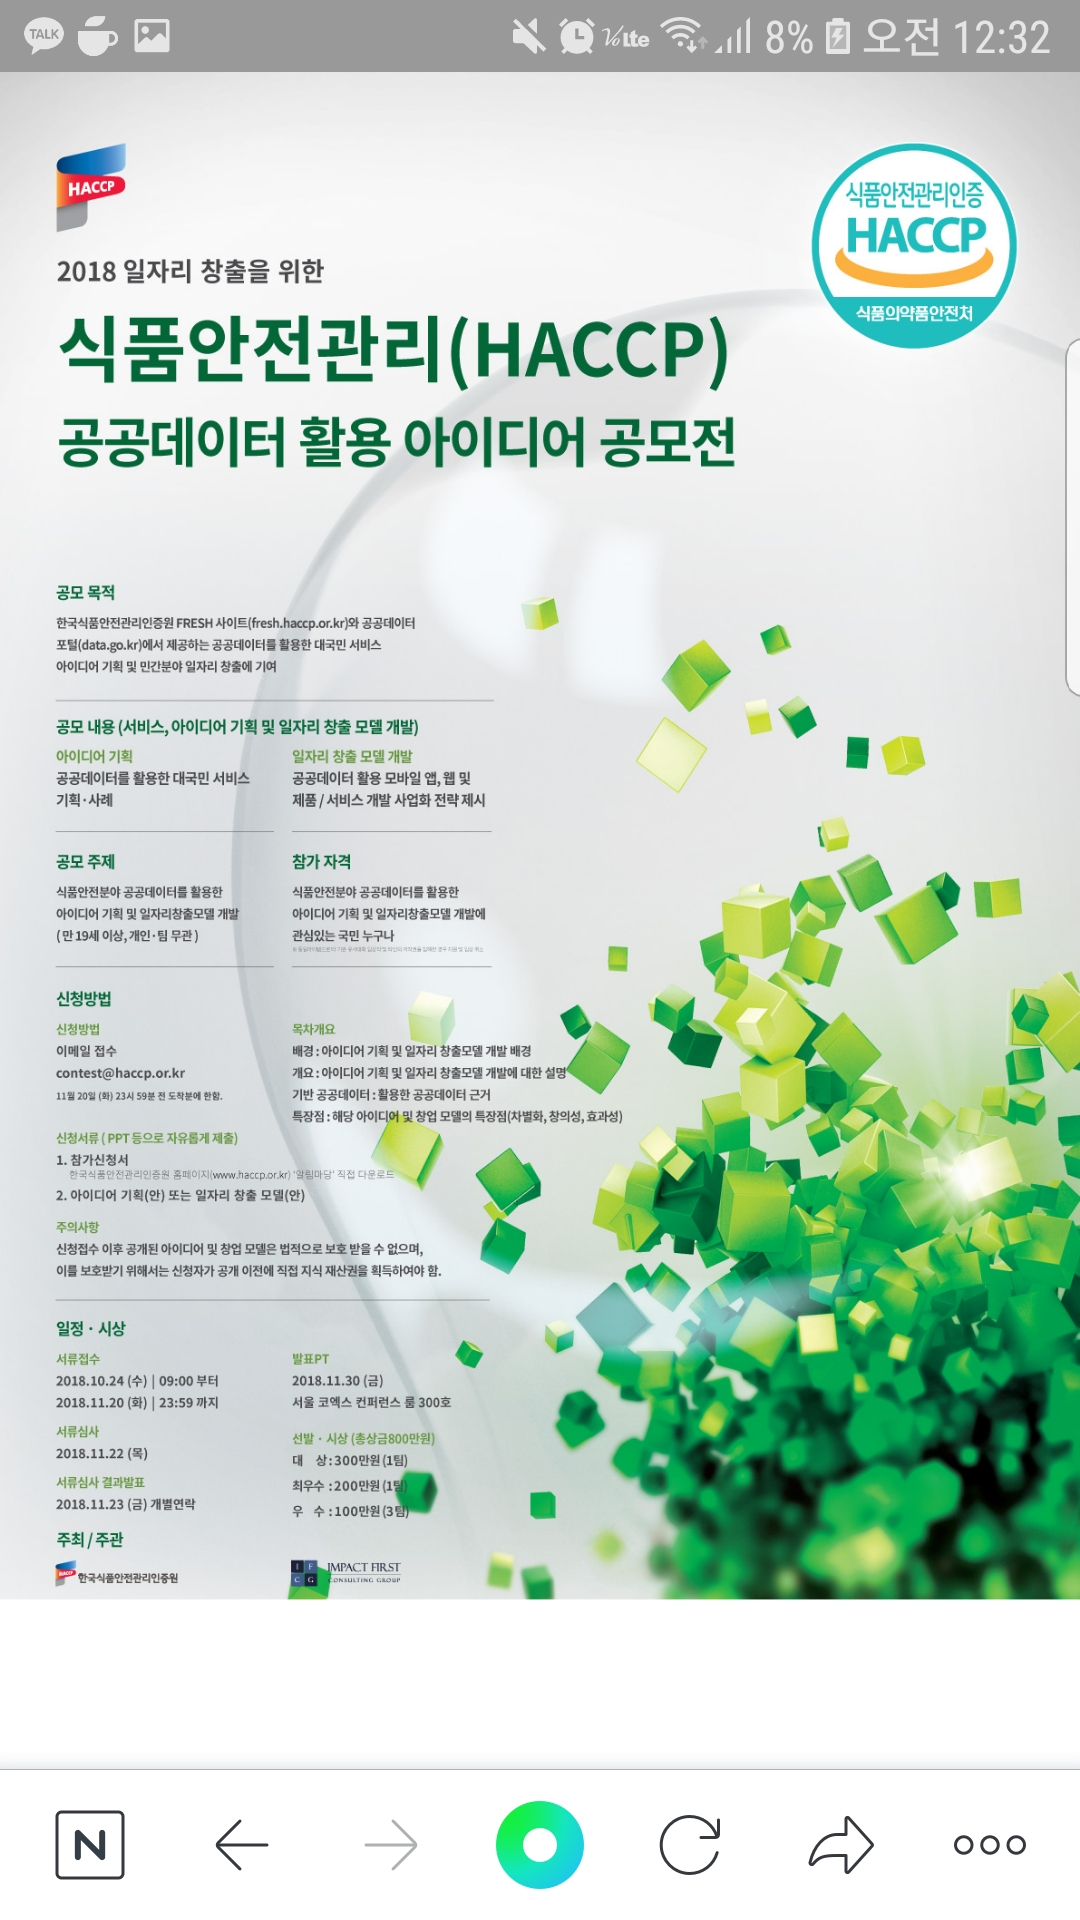 TALK
VoLTE
8%
오전 12:32
HACCP
식품안전관리인증
HACCP
식품의약품안전처
2018 일자리 창출을 위한
식품안전관리(HACCP)
공공데이터 활용 아이디어 공모전
공모 목적
한국식품안전관리인증원 FRESH 사이트(fresh.haccp.or.kr)와 공공데이터
포털(data.go.kr)에서 제공하는 공공데이터를 활용한 대국민 서비스
아이디어 기획 및 민간분야 일자리 창출에 기여
공모 내용 (서비스, 아이디어 기획 및 일자리 창출 모델 개발)
아이디어 기획
공공데이터를 활용한 대국민 서비스
기획·사례
일자리 창출 모델 개발
공공데이터 활용 모바일 앱, 웹 및
제품 / 서비스 개발 사업화 전략 제시
공모 주제
식품안전분야 공공데이터를 활용한
아이디어 기획 및 일자리창출모델 개발
( 만 19세 이상, 개인·팀 무관 )
참가 자격
식품안전분야 공공데이터를 활용한
아이디어 기획 및 일자리창출모델 개발에
관심있는 국민 누구나
신청방법
신청방법
이메일 접수
contest@haccp.or.kr
11월 20일 (화) 23시 59분 전 도착분에 한함.
목차개요
배경 : 아이디어 기획 및 일자리 창출모델 개발 배경
개요 : 아이디어 기획 및 일자리 창출모델 개발에 대한 설명
기반 공공데이터 : 활용한 공공데이터 근거
특장점 : 해당 아이디어 및 창업 모델의 특장점(차별화, 창의성, 효과성)
신청서류 ( PPT 등으로 자유롭게 제출)
1. 참가신청서
한국식품안전관리인증원 홈페이지(www.haccp.or.kr) '알림마당' 직접 다운로드
2. 아이디어 기획(안) 또는 일자리 창출 모델(안)
주의사항
신청접수 이후 공개된 아이디어 및 창업 모델은 법적으로 보호 받을 수 없으며,
이를 보호받기 위해서는 신청자가 공개 이전에 직접 지식 재산권을 획득하여야 함.
일정 · 시상
서류접수
2018.10.24 (수) | 09:00 부터
2018.11.20 (화) | 23:59 까지
서류심사
2018.11.22 (목)
서류심사 결과발표
2018.11.23 (금) 개별연락
발표PT
2018.11.30 (금)
서울 코엑스 컨퍼런스 룸 300호
선발 · 시상 (총상금800만원)
대 상 : 300만원 (1팀)
최우수 : 200만원 (1팀)
우 수 : 100만원 (3팀)
주최 / 주관
HACCP 한국식품안전관리인증원
I F C G
IMPACT FIRST
CONSULTING GROUP
N